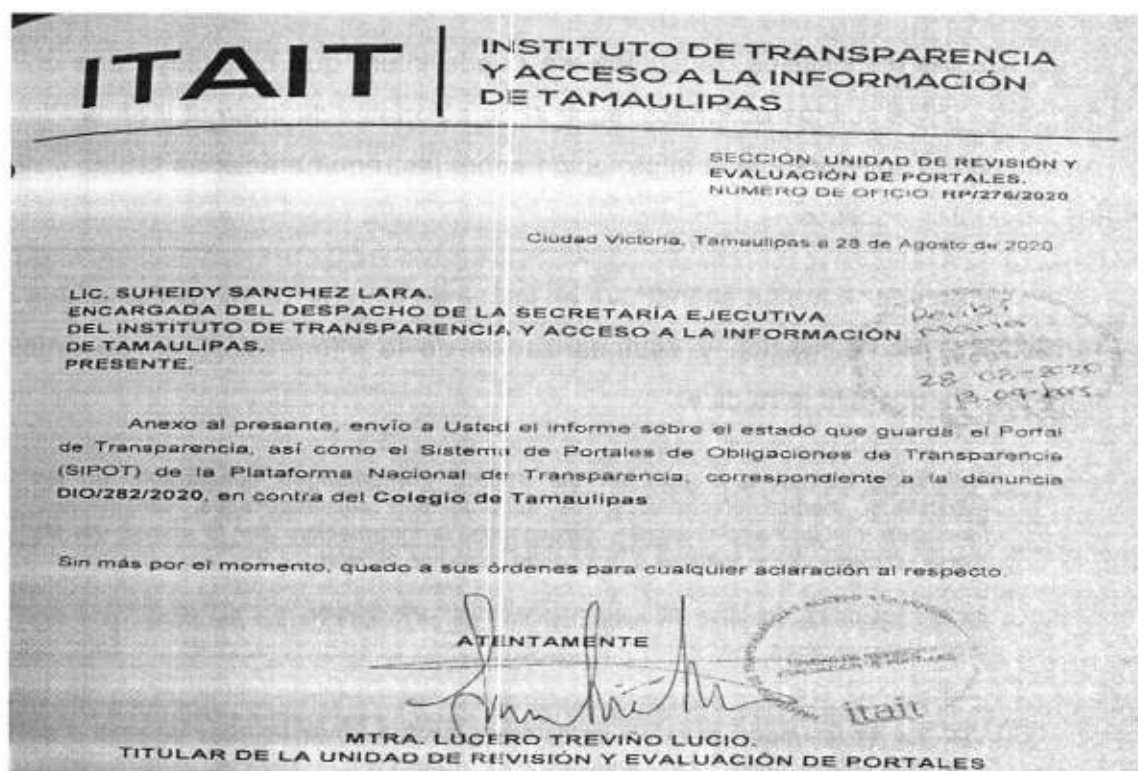 ITAIT
INSTITUTO DE TRANSPARENCIA
Y ACCESO A LA INFORMACIÓN
DE TAMAULIPAS
SECCIÓN. UNIDAD DE REVISIÓN Y
EVALUACIÓN DE PORTALES.
NÚMERO DE OFICIO: RP/276/2020
Ciudad Victoria, Tamaulipas a 28 de Agosto de 2020
LIC. SUHEIDY SANCHEZ LARA.
ENCARGADA DEL DESPACHO DE LA SECRETARÍA EJECUTIVA
DEL INSTITUTO DE TRANSPARENCIA Y ACCESO A LA INFORMACIÓN
DE TAMAULIPAS.
PRESENTE.
28-08-2020
13:09 hrs
Anexo al presente, envío a Usted el informe sobre el estado que guarda, el Portal
de Transparencia, así como el Sistema de Portales de Obligaciones de Transparencia
(SIPOT) de la Plataforma Nacional de Transparencia, correspondiente a la denuncia
DIO/282/2020, en contra del Colegio de Tamaulipas.
Sin más por el momento, quedo a sus órdenes para cualquier aclaración al respecto.
ATENTAMENTE
itait
MTRA. LUCERO TREVIÑO LUCIO.
TITULAR DE LA UNIDAD DE REVISIÓN Y EVALUACIÓN DE PORTALES